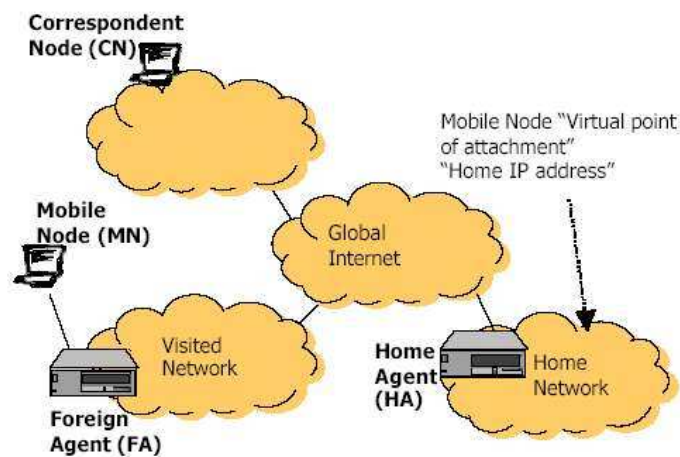 Correspondent
Node (CN)
Mobile Node “Virtual point
of attachment”
“Home IP address”
Mobile
Node (MN)
Global
Internet
Visited
Network
Home
Agent
(HA)
Home
Network
Foreign
Agent (FA)